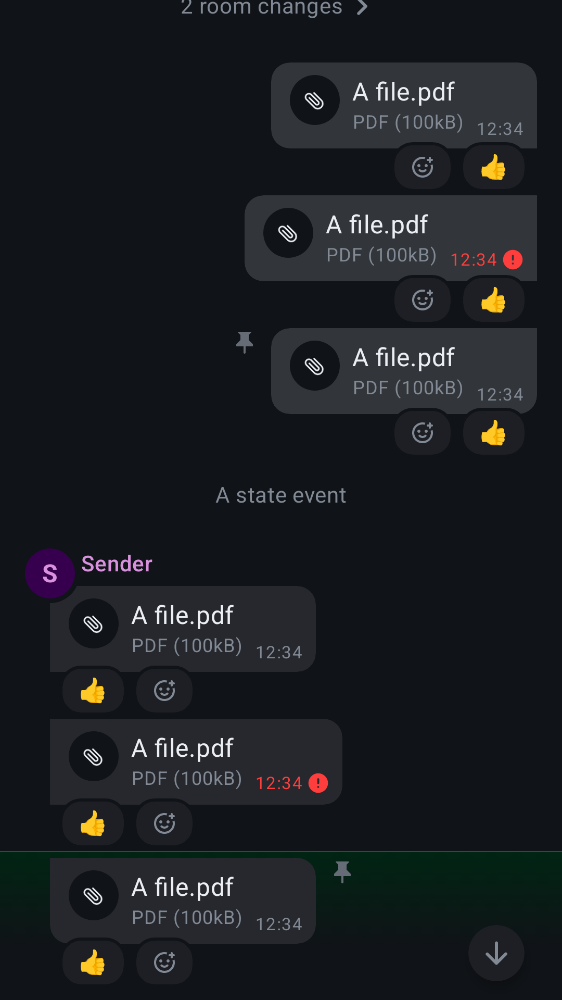 2 room changes
A file.pdf
PDF (100kB) 12:34
👍
A file.pdf
PDF (100kB) 12:34
👍
A file.pdf
PDF (100kB) 12:34
👍
A state event
S Sender
A file.pdf
PDF (100kB) 12:34
👍
A file.pdf
PDF (100kB) 12:34
👍
A file.pdf
PDF (100kB) 12:34
👍